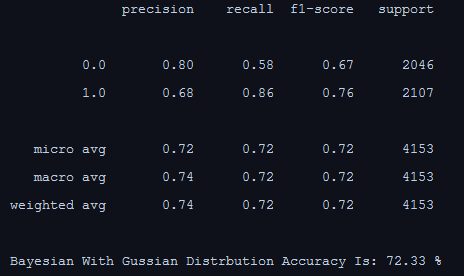 precision recall f1-score support
0.0 0.80 0.58 0.67 2046
1.0 0.68 0.86 0.76 2107
micro avg 0.72 0.72 0.72 4153
macro avg 0.74 0.72 0.72 4153
weighted avg 0.74 0.72 0.72 4153
Bayesian With Gussian Distrbution Accuracy Is: 72.33 %